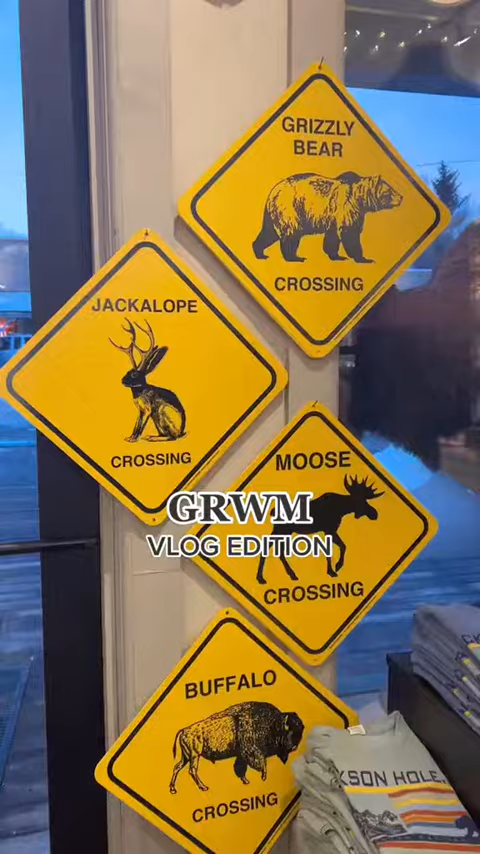 GRIZZLY
BEAR
CROSSING
JACKALOPE
CROSSING
MOOSE
CROSSING
GRWM
VLOG EDITION
BUFFALO
CROSSING
KSON HOLE